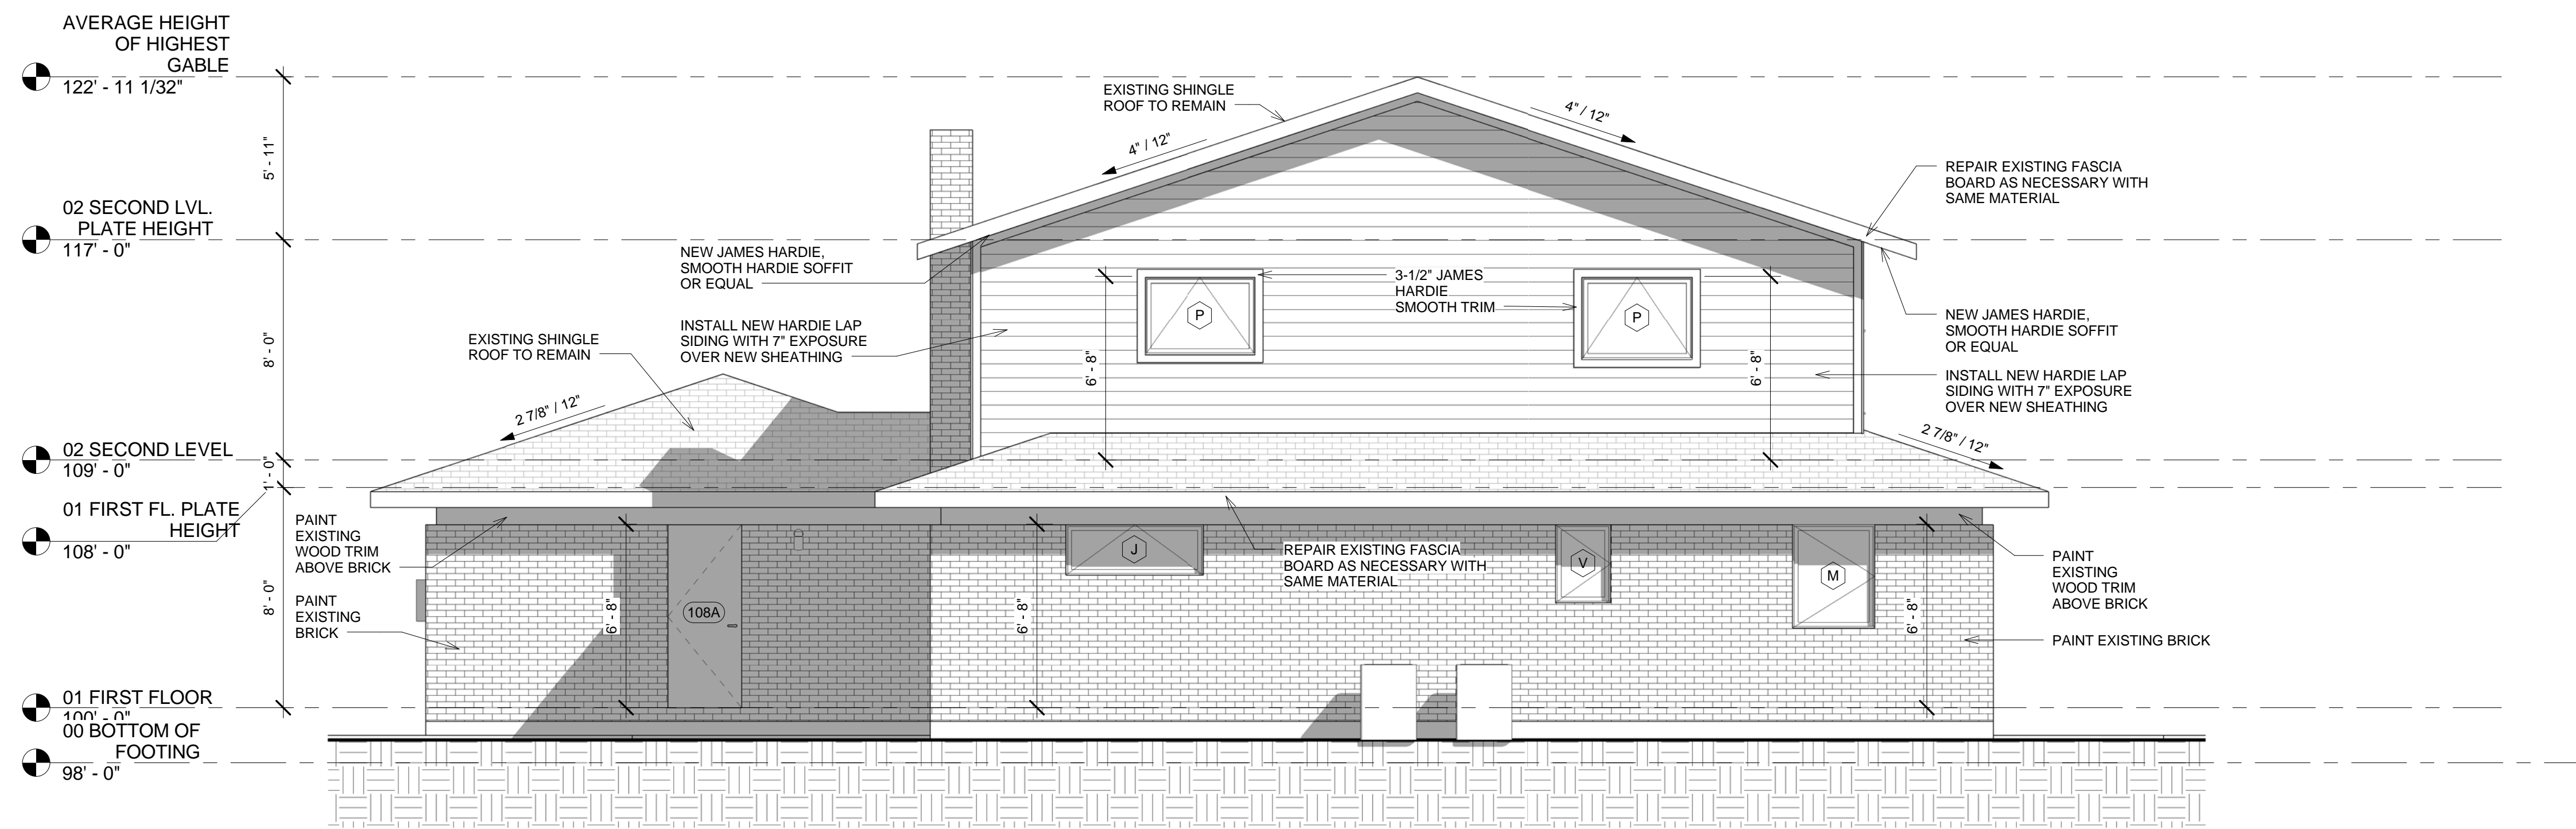 AVERAGE HEIGHT
OF HIGHEST
GABLE
122' - 11 1/32"
5' - 11"
02 SECOND LVL.
PLATE HEIGHT
117' - 0"
8' - 0"
02 SECOND LEVEL
109' - 0"
1' - 0"
01 FIRST FL. PLATE
HEIGHT
108' - 0"
8' - 0"
01 FIRST FLOOR
100' - 0"
00 BOTTOM OF
FOOTING
98' - 0"
EXISTING SHINGLE
ROOF TO REMAIN
4" / 12"
4" / 12"
REPAIR EXISTING FASCIA
BOARD AS NECESSARY WITH
SAME MATERIAL
NEW JAMES HARDIE,
SMOOTH HARDIE SOFFIT
OR EQUAL
3-1/2" JAMES
HARDIE
SMOOTH TRIM
P
P
INSTALL NEW HARDIE LAP
SIDING WITH 7" EXPOSURE
OVER NEW SHEATHING
EXISTING SHINGLE
ROOF TO REMAIN
NEW JAMES HARDIE,
SMOOTH HARDIE SOFFIT
OR EQUAL
INSTALL NEW HARDIE LAP
SIDING WITH 7" EXPOSURE
OVER NEW SHEATHING
6' - 8"
6' - 8"
2 7/8" / 12"
2 7/8" / 12"
PAINT
EXISTING
WOOD TRIM
ABOVE BRICK
PAINT
EXISTING
BRICK
6' - 8"
108A
6' - 8"
J
REPAIR EXISTING FASCIA
BOARD AS NECESSARY WITH
SAME MATERIAL
V
M
6' - 8"
PAINT
EXISTING
WOOD TRIM
ABOVE BRICK
PAINT EXISTING BRICK